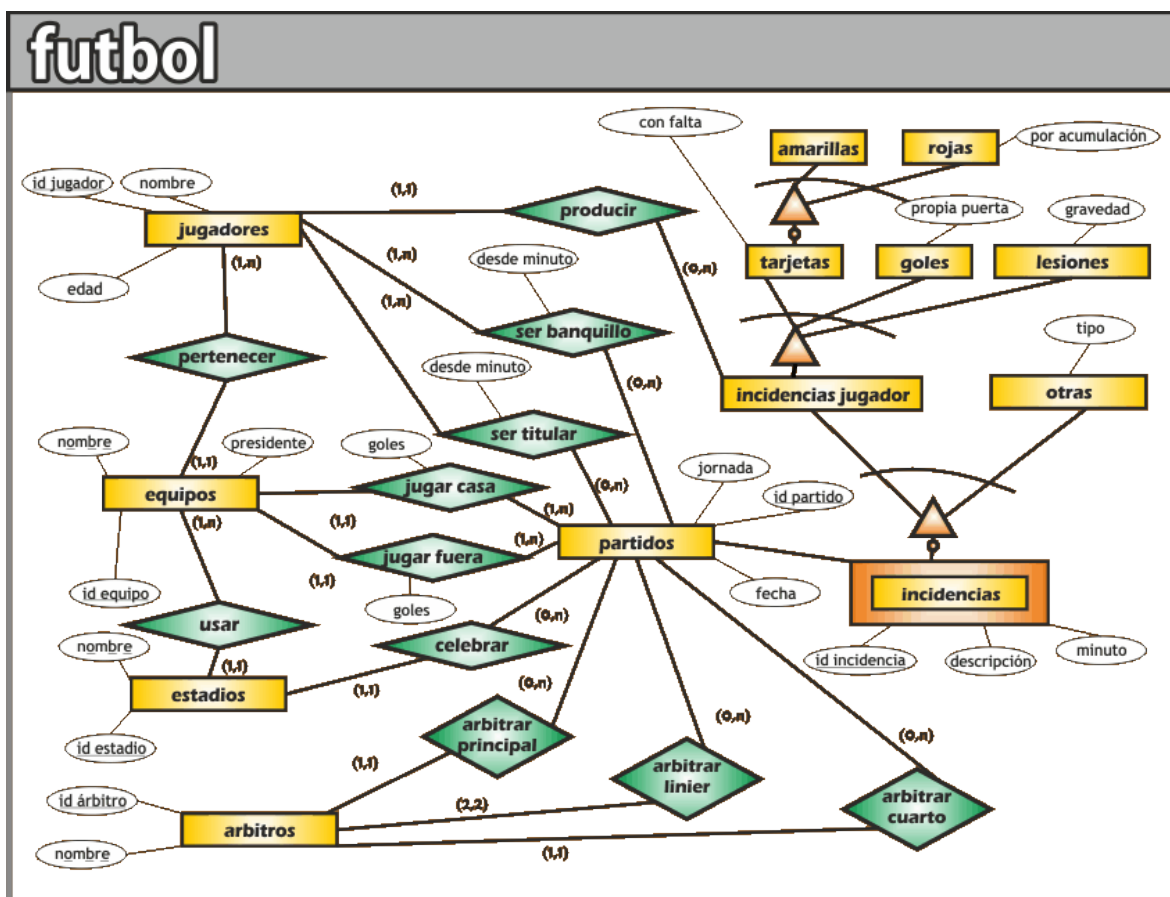 futbol
con falta
amarillas
rojas
por acumulación
id jugador
nombre
(1,1)
producir
propia puerta
gravedad
jugadores
(1,n)
(1,n)
desde minuto
(0,n)
tarjetas
goles
lesiones
edad
(1,n)
ser banquillo
tipo
pertenecer
desde minuto
(0,n)
incidencias jugador
otras
nombre
presidente
goles
ser titular
(1,1)
jornada
equipos
jugar casa
(0,n)
id partido
(1,n)
(1,1)
(1,n)
partidos
jugar fuera
(1,n)
id equipo
(1,1)
goles
fecha
incidencias
usar
(0,n)
nombre
celebrar
id incidencia
descripción
minuto
(1,1)
estadios
(1,1)
(0,n)
id estadio
arbitrar
principal
(0,n)
(0,n)
(1,1)
arbitrar
linier
id árbitro
(2,2)
arbitrar
cuarto
arbitros
nombre
(1,1)